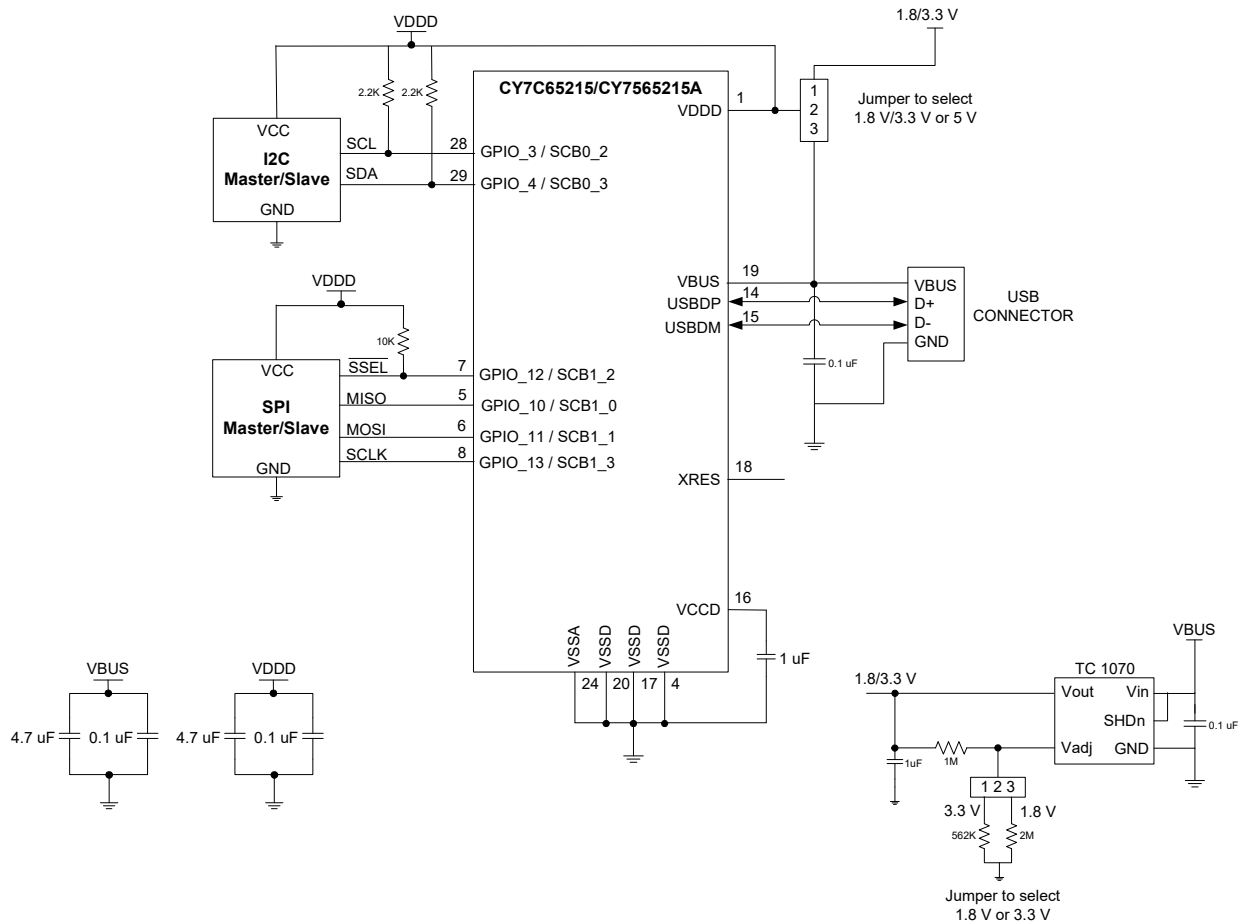 1.8/3.3 V
VDDD
CY7C65215/CY7565215A
2.2K
2.2K
1
VDDD
1
2
3
Jumper to select
1.8 V/3.3 V or 5 V
VCC
I2C
Master/Slave
GND
SCL
28
GPIO_3 / SCB0_2
SDA
29
GPIO_4 / SCB0_3
VBUS
19
USBDP
14
USBDM
15
VBUS
D+
D-
GND
USB
CONNECTOR
0.1 uF
VDDD
10K
VCC
SPI
Master/Slave
GND
SSEL
7
GPIO_12 / SCB1_2
MISO
5
GPIO_10 / SCB1_0
MOSI
6
GPIO_11 / SCB1_1
SCLK
8
GPIO_13 / SCB1_3
XRES
18
VCCD
16
1 uF
VSSA
VSSD
VSSD
VSSD
24
20
17
4
VBUS
4.7 uF
0.1 uF
VDDD
4.7 uF
0.1 uF
VBUS
TC 1070
1.8/3.3 V
Vout
Vin
SHDn
Vadj
GND
0.1 uF
1uF
1M
1 2 3
3.3 V
1.8 V
562K
2M
Jumper to select
1.8 V or 3.3 V